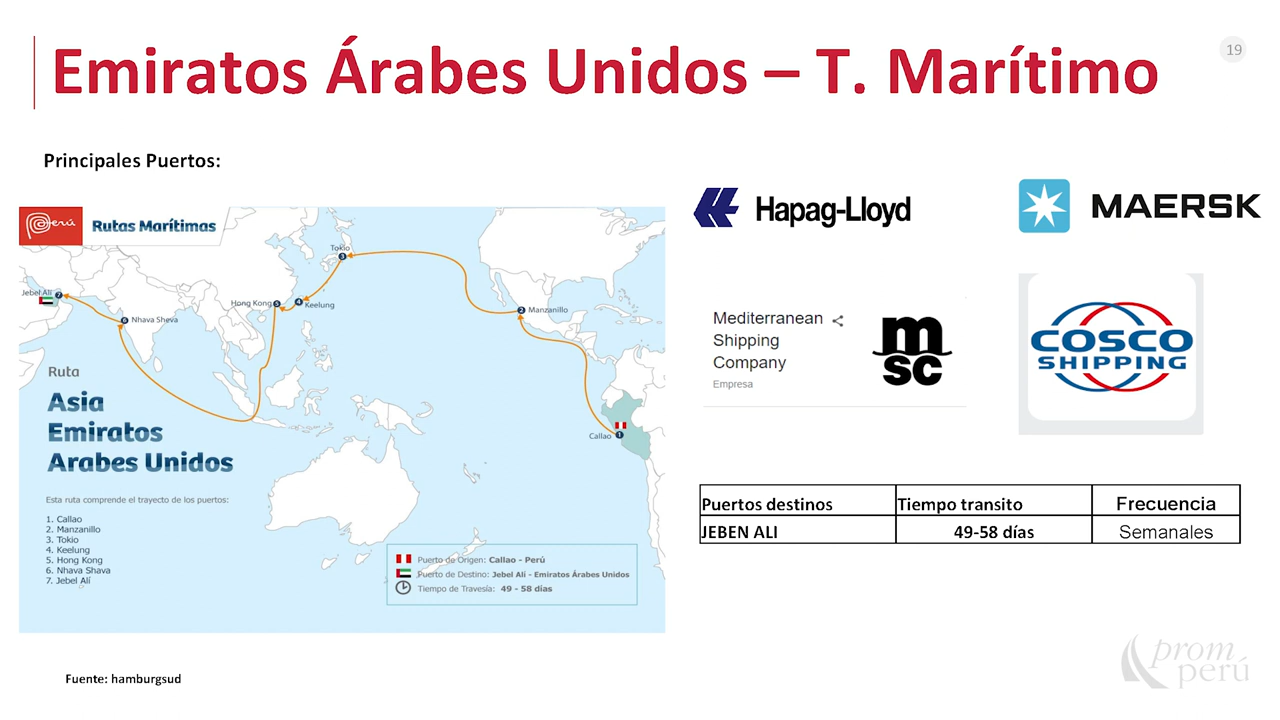 Emiratos Árabes Unidos – T. Marítimo
19
Principales Puertos:
Perú
Rutas Marítimas
Tokio
3
Jebel Ali
7
Hong Kong
5
4
Keelung
6
Nhava Sheva
2
Manzanillo
Callao
1
Ruta
Asia
Emiratos
Arabes Unidos
Esta ruta comprende el trayecto de los puertos:
1. Callao
2. Manzanillo
3. Tokio
4. Keelung
5. Hong Kong
6. Nhava Shava
7. Jebel Alí
Puerto de Origen: Callao - Perú
Puerto de Destino: Jebel Ali - Emiratos Árabes Unidos
Tiempo de Travesía: 49 - 58 días
Fuente: hamburgsud
Hapag-Lloyd
MAERSK
Mediterranean
Shipping
Company
Empresa
msc
COSCO
SHIPPING
Puertos destinos Tiempo transito Frecuencia
JEBEN ALI 49-58 días Semanales
prom
perú